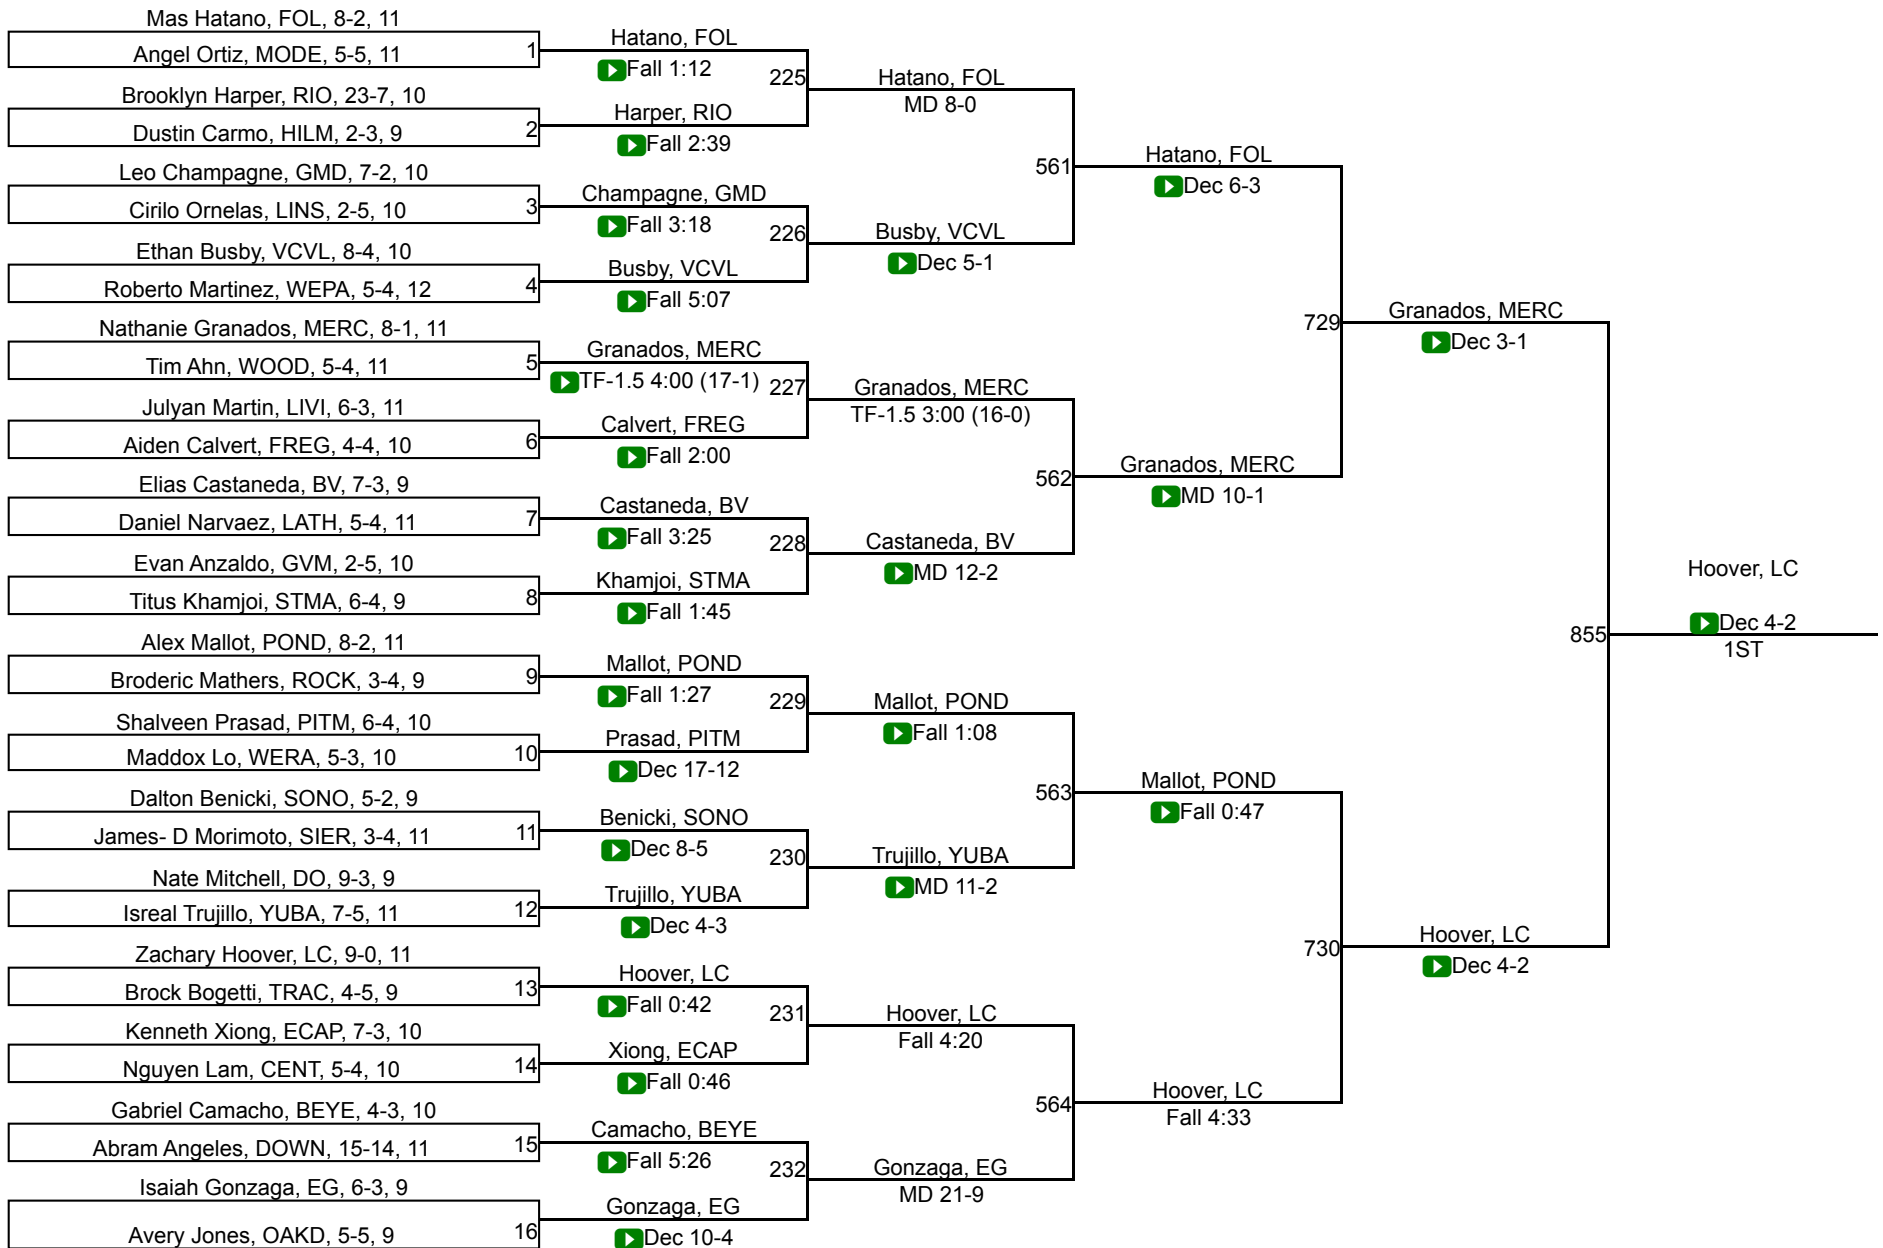 Mas Hatano, FOL, 8-2, 11
Angel Ortiz, MODE, 5-5, 11
1
Brooklyn Harper, RIO, 23-7, 10
Dustin Carmo, HILM, 2-3, 9
2
Leo Champagne, GMD, 7-2, 10
Cirilo Ornelas, LINS, 2-5, 10
3
Ethan Busby, VCVL, 8-4, 10
Roberto Martinez, WEPA, 5-4, 12
4
Nathanie Granados, MERC, 8-1, 11
Tim Ahn, WOOD, 5-4, 11
5
Julyan Martin, LIVI, 6-3, 11
Aiden Calvert, FREG, 4-4, 10
6
Elias Castaneda, BV, 7-3, 9
Daniel Narvaez, LATH, 5-4, 11
7
Evan Anzaldo, GVM, 2-5, 10
Titus Khamjoi, STMA, 6-4, 9
8
Alex Mallot, POND, 8-2, 11
Broderic Mathers, ROCK, 3-4, 9
9
Shalveen Prasad, PITM, 6-4, 10
Maddox Lo, WERA, 5-3, 10
10
Dalton Benicki, SONO, 5-2, 9
James- D Morimoto, SIER, 3-4, 11
11
Nate Mitchell, DO, 9-3, 9
Isreal Trujillo, YUBA, 7-5, 11
12
Zachary Hoover, LC, 9-0, 11
Brock Bogetti, TRAC, 4-5, 9
13
Kenneth Xiong, ECAP, 7-3, 10
Nguyen Lam, CENT, 5-4, 10
14
Gabriel Camacho, BEYE, 4-3, 10
Abram Angeles, DOWN, 15-14, 11
15
Isaiah Gonzaga, EG, 6-3, 9
Avery Jones, OAKD, 5-5, 9
16
Hatano, FOL
Fall 1:12
225
Harper, RIO
Fall 2:39
Champagne, GMD
Fall 3:18
226
Busby, VCVL
Fall 5:07
Granados, MERC
TF-1.5 4:00 (17-1)
227
Calvert, FREG
Fall 2:00
Castaneda, BV
Fall 3:25
228
Khamjoi, STMA
Fall 1:45
Mallot, POND
Fall 1:27
229
Prasad, PITM
Dec 17-12
Benicki, SONO
Dec 8-5
230
Trujillo, YUBA
Dec 4-3
Hoover, LC
Fall 0:42
231
Xiong, ECAP
Fall 0:46
Camacho, BEYE
Fall 5:26
232
Gonzaga, EG
Dec 10-4
Hatano, FOL
MD 8-0
561
Busby, VCVL
Dec 5-1
Granados, MERC
TF-1.5 3:00 (16-0)
562
Castaneda, BV
MD 12-2
Mallot, POND
Fall 1:08
563
Trujillo, YUBA
MD 11-2
Hoover, LC
Fall 4:20
564
Gonzaga, EG
MD 21-9
Hatano, FOL
Dec 6-3
729
Granados, MERC
MD 10-1
Mallot, POND
Fall 0:47
730
Hoover, LC
Fall 4:33
Granados, MERC
Dec 3-1
855
Hoover, LC
Dec 4-2
Hoover, LC
Dec 4-2
1ST